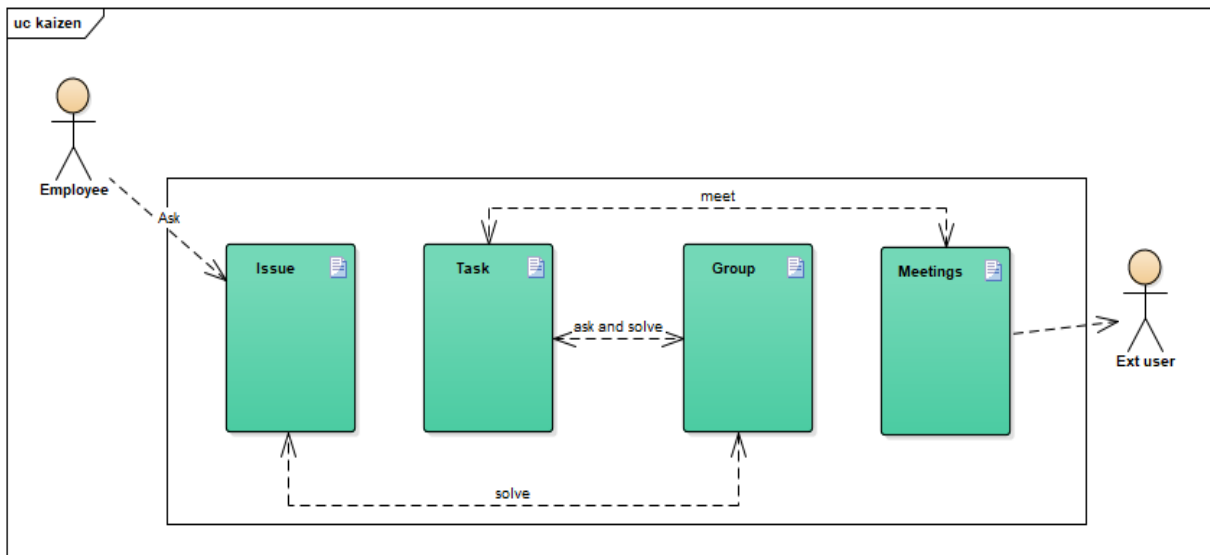 uc kaizen
Employee
Ask
meet
Issue
Task
Group
Meetings
ask and solve
Ext user
solve